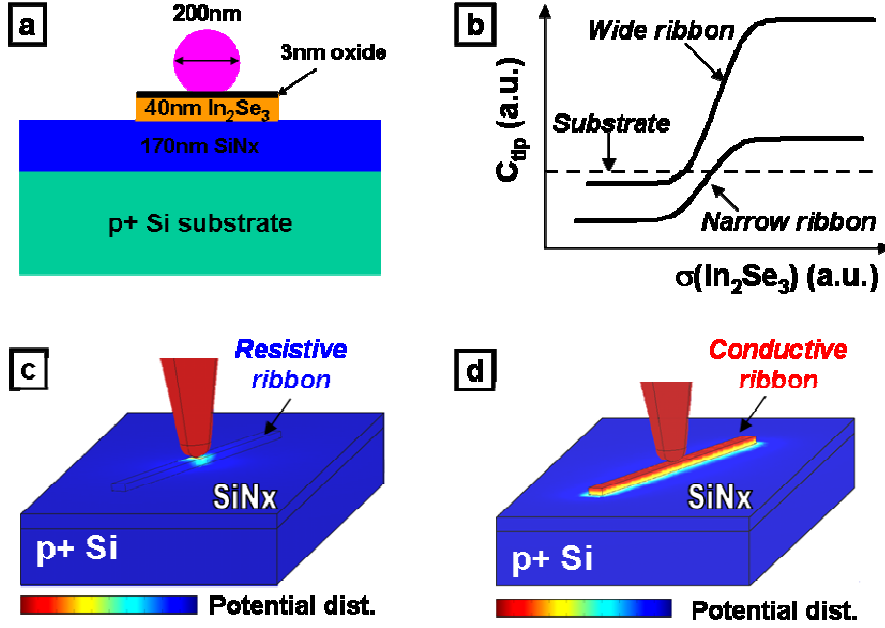 a
200nm
3nm oxide
40nm In₂Se₃
170nm SiNx
p+ Si substrate
b
Wide ribbon
Substrate
Narrow ribbon
C_tip (a.u.)
σ(In₂Se₃) (a.u.)
c
Resistive
ribbon
SiNx
p+ Si
Potential dist.
d
Conductive
ribbon
SiNx
p+ Si
Potential dist.